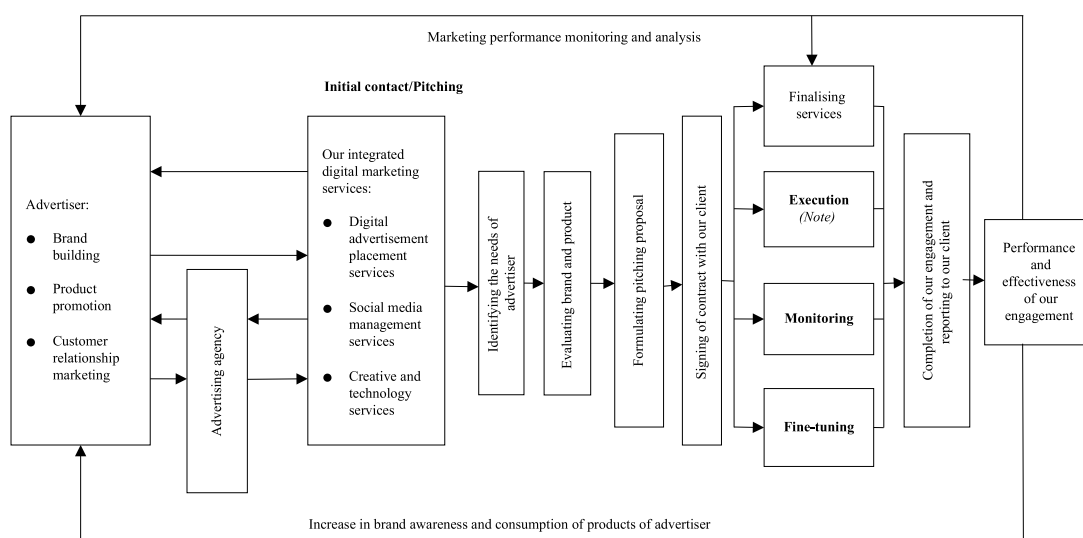 Marketing performance monitoring and analysis
Initial contact/Pitching
Advertiser:
● Brand
building
● Product
promotion
● Customer
relationship
marketing
Advertising agency
Our integrated
digital marketing
services:
● Digital
advertisement
placement
services
● Social media
management
services
● Creative and
technology
services
Identifying the needs of
advertiser
Evaluating brand and product
Formulating pitching proposal
Signing of contract with our client
Finalising
services
Execution
(Note)
Monitoring
Fine-tuning
Completion of our engagement and
reporting to our client
Performance
and
effectiveness
of our
engagement
Increase in brand awareness and consumption of products of advertiser